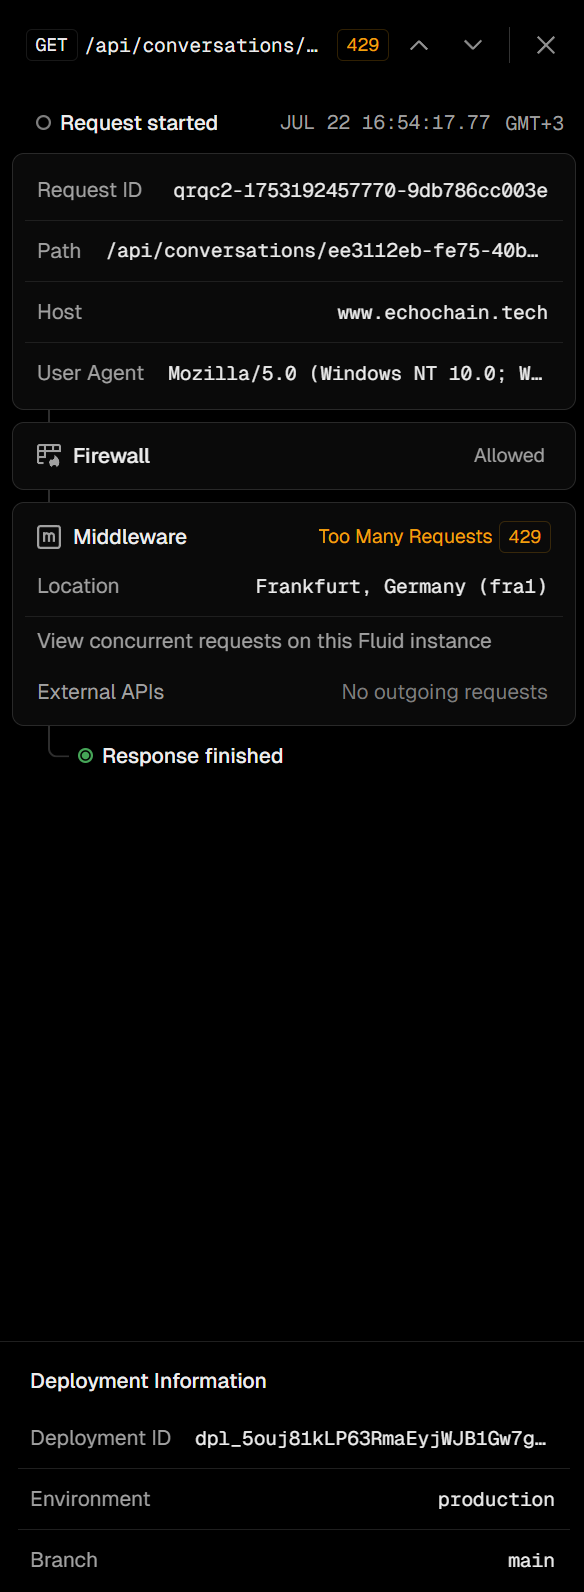 GET /api/conversations/… 429
Request started JUL 22 16:54:17.77 GMT+3
Request ID qrqc2-1753192457770-9db786cc003e
Path /api/conversations/ee3112eb-fe75-40b…
Host www.echochain.tech
User Agent Mozilla/5.0 (Windows NT 10.0; W…
Firewall Allowed
m Middleware Too Many Requests 429
Location Frankfurt, Germany (fra1)
View concurrent requests on this Fluid instance
External APIs No outgoing requests
Response finished
Deployment Information
Deployment ID dpl_5ouj81kLP63RmaEyjWJB1Gw7g…
Environment production
Branch main